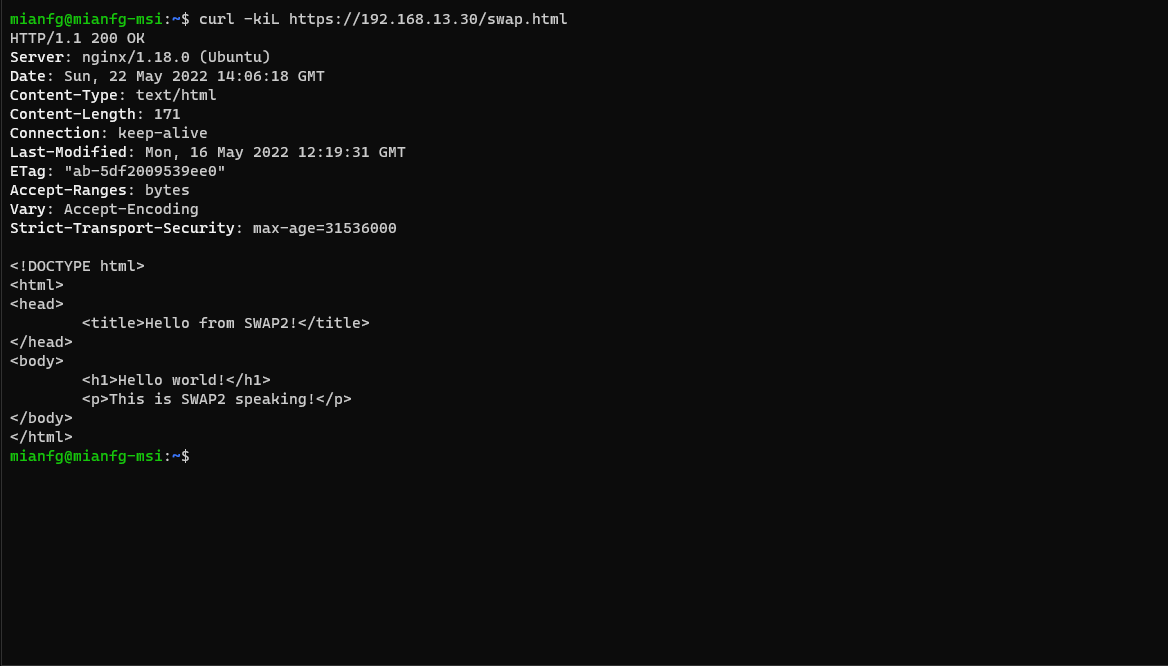 mianfg@mianfg-msi:~$ curl -kiL https://192.168.13.30/swap.html
HTTP/1.1 200 OK
Server: nginx/1.18.0 (Ubuntu)
Date: Sun, 22 May 2022 14:06:18 GMT
Content-Type: text/html
Content-Length: 171
Connection: keep-alive
Last-Modified: Mon, 16 May 2022 12:19:31 GMT
ETag: "ab-5df2009539ee0"
Accept-Ranges: bytes
Vary: Accept-Encoding
Strict-Transport-Security: max-age=31536000

<!DOCTYPE html>
<html>
<head>
        <title>Hello from SWAP2!</title>
</head>
<body>
        <h1>Hello world!</h1>
        <p>This is SWAP2 speaking!</p>
</body>
</html>
mianfg@mianfg-msi:~$